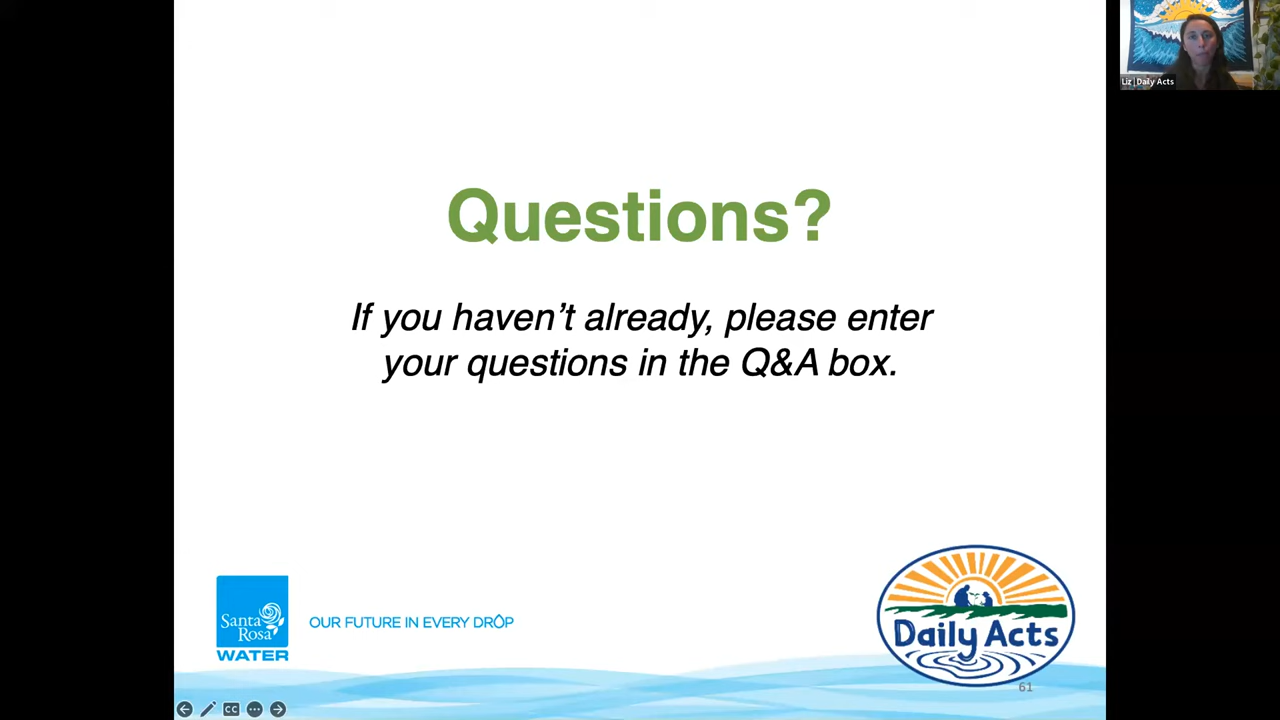 Liz | Daily Acts
Questions?
If you haven’t already, please enter
your questions in the Q&A box.
Santa
Rosa
WATER
OUR FUTURE IN EVERY DROP
Daily Acts
61
CC